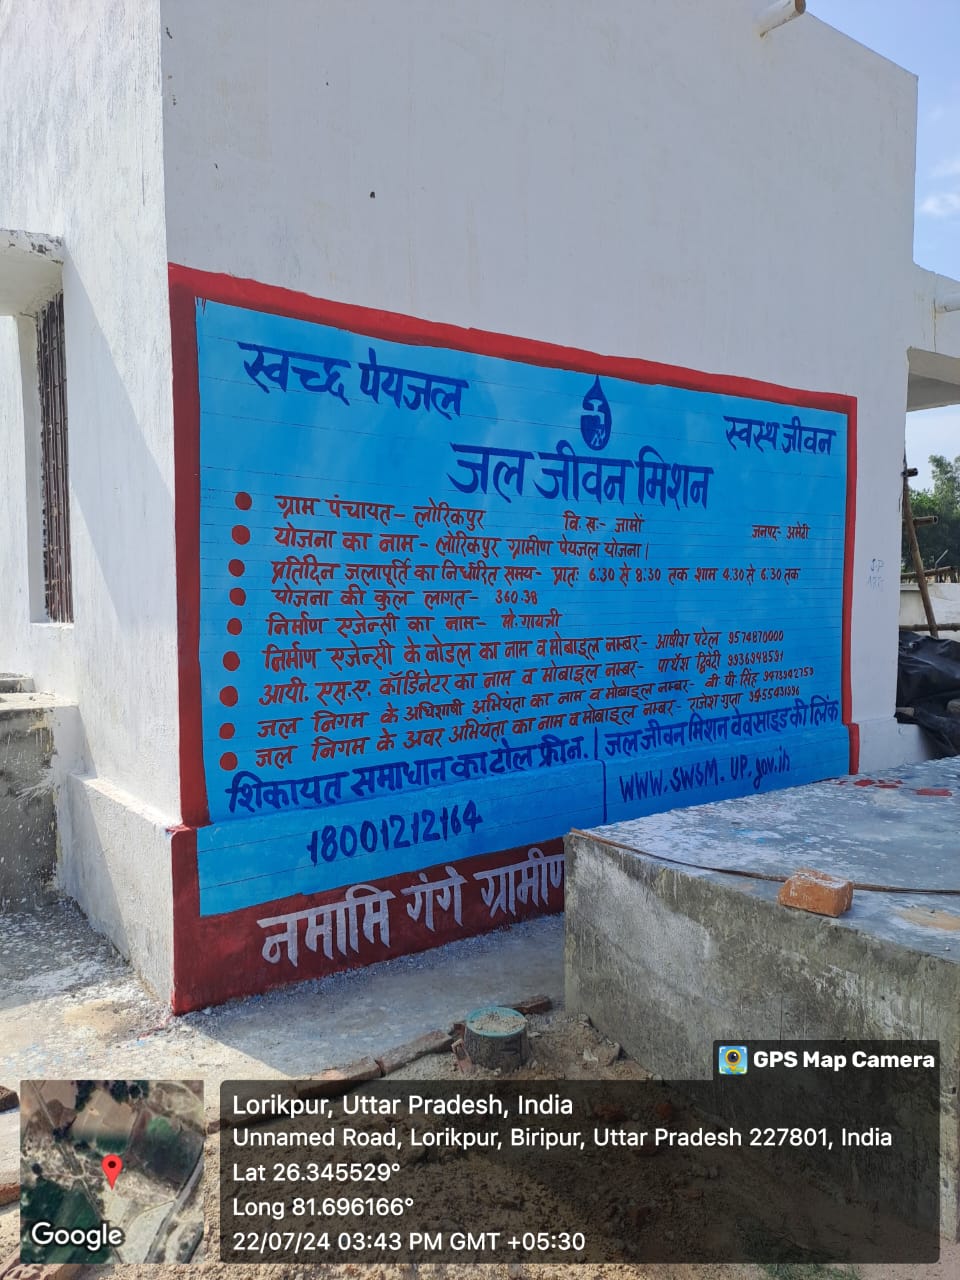 स्वच्छ पेयजल
स्वस्थ जीवन
जल जीवन मिशन
ग्राम पंचायत- लोरिकपुर वि.ख.- जामों जनपद- अमेठी
योजना का नाम- लोरिकपुर ग्रामीण पेयजल योजना।
प्रतिदिन जलापूर्ति का निर्धारित समय- प्रातः 6.30 से 8.30 तक शाम 4.30 से 6.30 तक
योजना की कुल लागत- 360.38
निर्माण एजेन्सी का नाम- मे.गायत्री
निर्माण एजेन्सी के नोडल का नाम व मोबाइल नम्बर- आशीश पटेल 9574870000
आयी. एस.ए. कॉर्डिनेटर का नाम व मोबाइल नम्बर- पार्थेश द्विवेदी 9936948591
जल निगम के अधिशाषी अभियंता का नाम व मोबाइल नम्बर- बी पी सिंह 9473942759
जल निगम के अवर अभियंता का नाम व मोबाइल नम्बर- राजेश गुप्ता
शिकायत समाधान का टोल फ्री न.
18001212164
जल जीवन मिशन वेवसाइड की लिंक
WWW.SWSM.UP.gov.in
नमामि गंगे ग्रामीण
GPS Map Camera
Lorikpur, Uttar Pradesh, India
Unnamed Road, Lorikpur, Biripur, Uttar Pradesh 227801, India
Lat 26.345529°
Long 81.696166°
22/07/24 03:43 PM GMT +05:30
Google